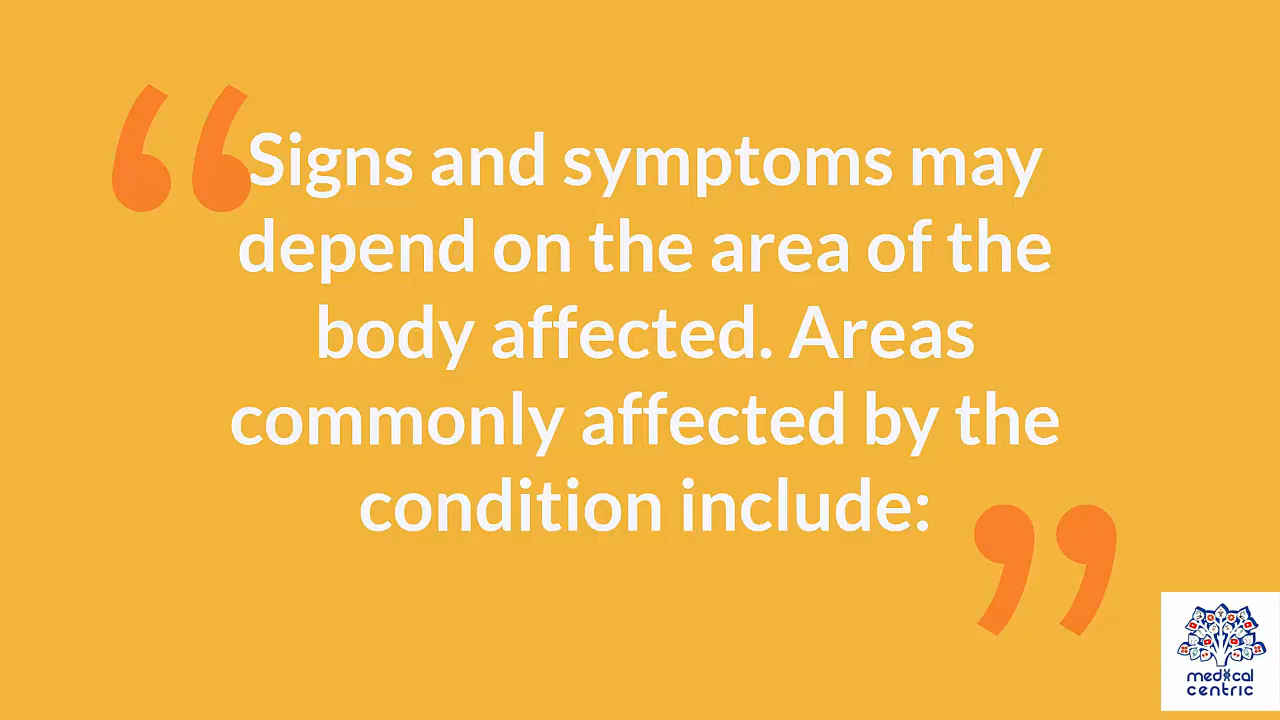 Signs and symptoms may
depend on the area of the
body affected. Areas
commonly affected by the
condition include:
medical
centric